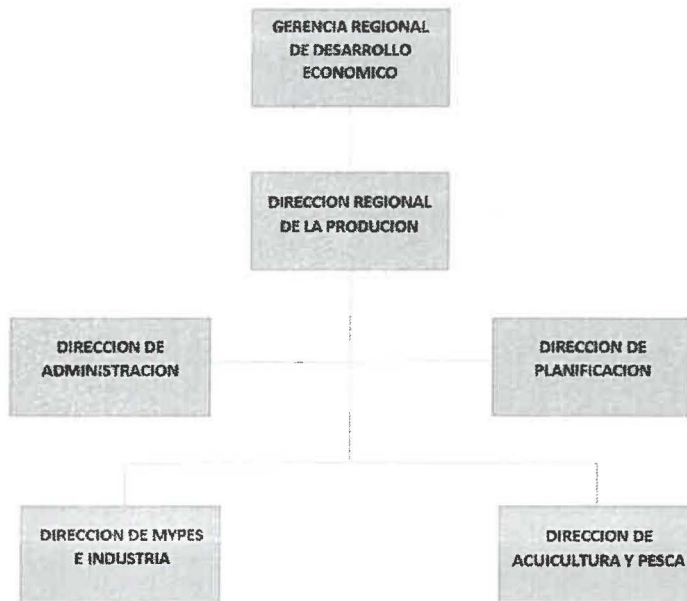 GERENCIA REGIONAL
DE DESARROLLO
ECONOMICO
DIRECCION REGIONAL
DE LA PRODUCION
DIRECCION DE
ADMINISTRACION
DIRECCION DE
PLANIFICACION
DIRECCION DE MYPES
E INDUSTRIA
DIRECCION DE
ACUICULTURA Y PESCA